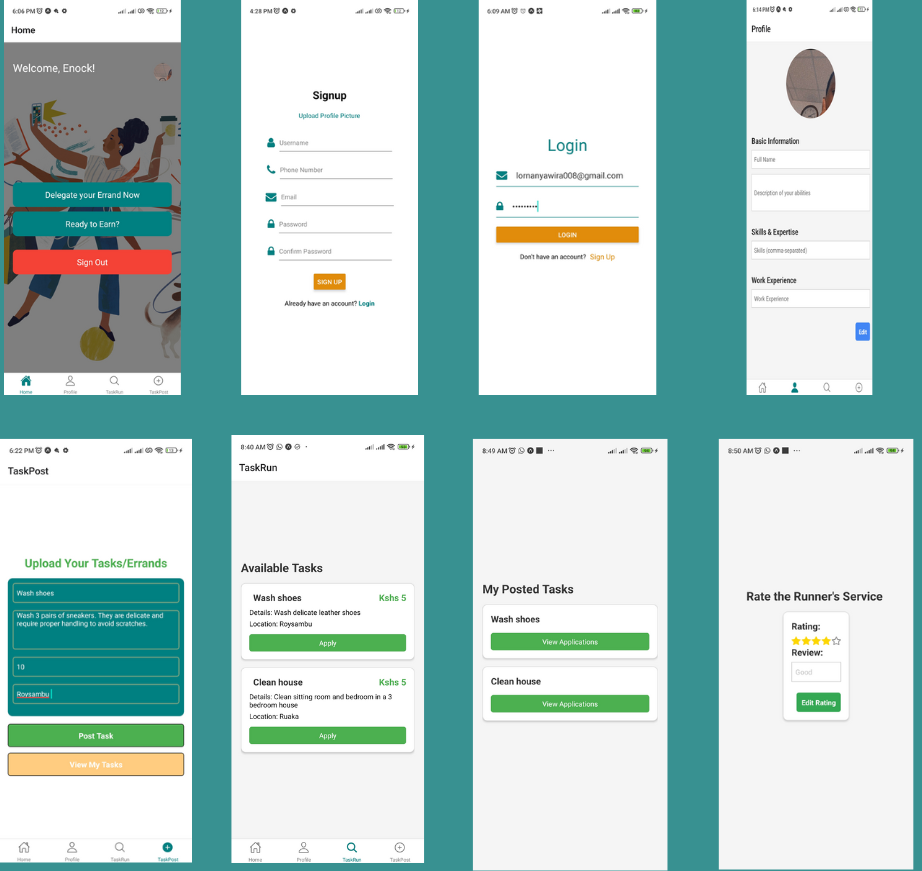 6:06 PM
Home
Welcome, Enock!
Delegate your Errand Now
Ready to Earn?
Sign Out
Home Profile TaskRun TaskPost
4:28 PM
Signup
Upload Profile Picture
Username
Phone Number
Email
Password
Confirm Password
SIGN UP
Already have an account? Login
6:09 AM
Login
lornanyawira008@gmail.com
LOGIN
Don't have an account? Sign Up
6:14 PM
Profile
Basic Information
Full Name
Description of your abilities
Skills & Expertise
Skills (comma-separated)
Work Experience
Work Experience
Edit
6:22 PM
TaskPost
Upload Your Tasks/Errands
Wash shoes
Wash 3 pairs of sneakers. They are delicate and
require proper handling to avoid scratches.
10
Roysambu
Post Task
View My Tasks
Home Profile TaskRun TaskPost
8:40 AM
TaskRun
Available Tasks
Wash shoes Kshs 5
Details: Wash delicate leather shoes
Location: Roysambu
Apply
Clean house Kshs 5
Details: Clean sitting room and bedroom in a 3
bedroom house
Location: Ruaka
Apply
Home Profile TaskRun TaskPost
8:49 AM
My Posted Tasks
Wash shoes
View Applications
Clean house
View Applications
8:50 AM
Rate the Runner's Service
Rating:
Review:
Good
Edit Rating